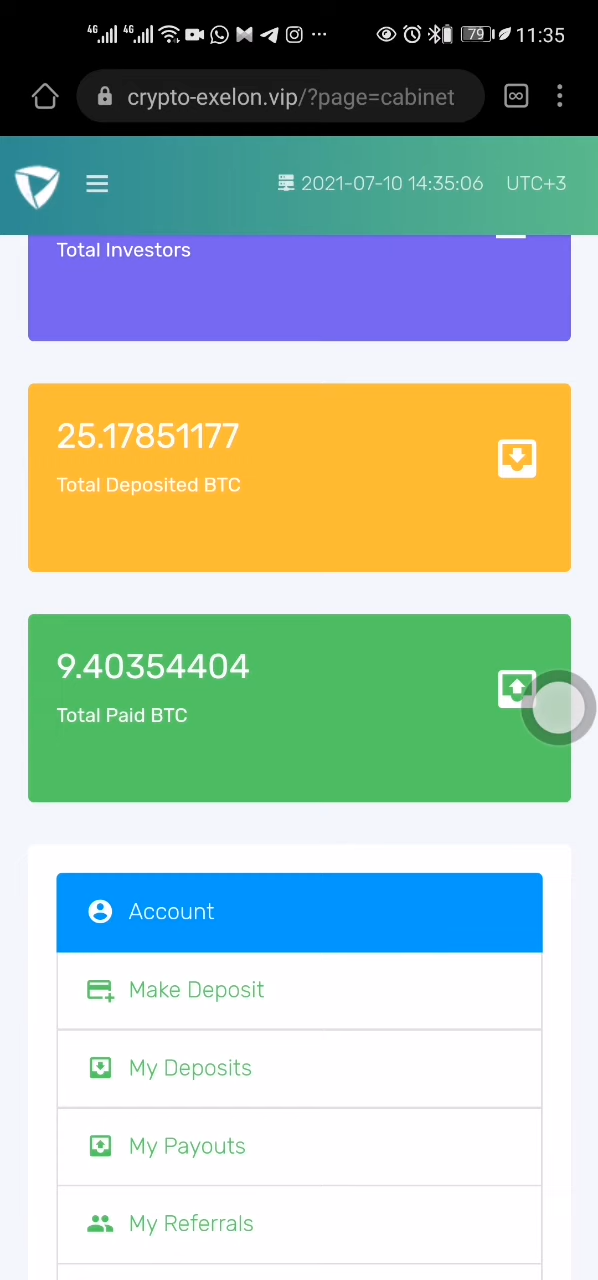 4G 4G 79 11:35
crypto-exelon.vip/?page=cabinet
2021-07-10 14:35:06 UTC+3
Total Investors
25.17851177
Total Deposited BTC
9.40354404
Total Paid BTC
Account
Make Deposit
My Deposits
My Payouts
My Referrals